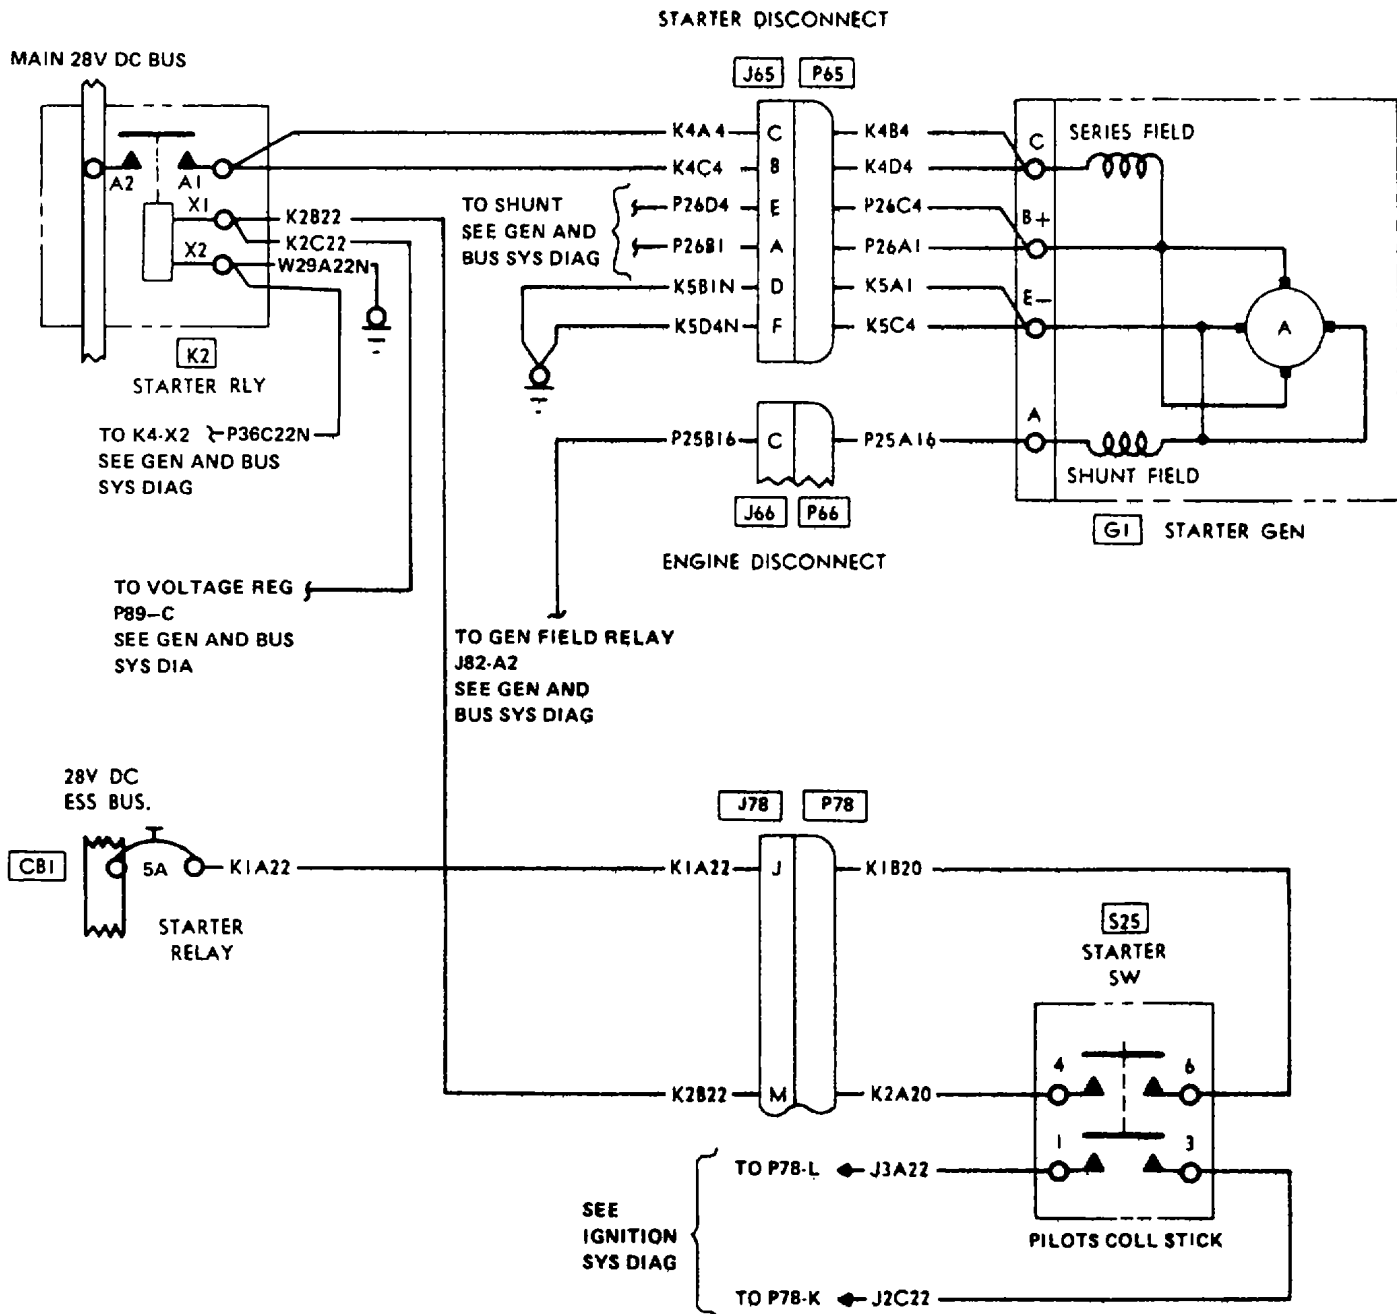 STARTER DISCONNECT
MAIN 28V DC BUS
J65 P65
K4A4 C K4B4
C SERIES FIELD
A2 A1
K4C4 B K4D4
X1
K2B22
K2C22
X2
W29A22N
TO SHUNT
SEE GEN AND
BUS SYS DIAG
P26D4 E P26C4
B+
P26B1 A P26A1
K5B1N D K5A1
E-
K5D4N F K5C4
A
K2
STARTER RLY
TO K4-X2 P36C22N
SEE GEN AND BUS
SYS DIAG
P25B16 C P25A16
A
SHUNT FIELD
J66 P66
G1 STARTER GEN
ENGINE DISCONNECT
TO VOLTAGE REG
P89-C
SEE GEN AND BUS
SYS DIA
TO GEN FIELD RELAY
J82-A2
SEE GEN AND
BUS SYS DIAG
28V DC
ESS BUS.
J78 P78
CB1 5A K1A22 K1A22 J K1B20
STARTER
RELAY
S25
STARTER
SW
4 6
K2B22 M K2A20
1 3
TO P78-L J3A22
SEE
IGNITION
SYS DIAG
PILOTS COLL STICK
TO P78-K J2C22